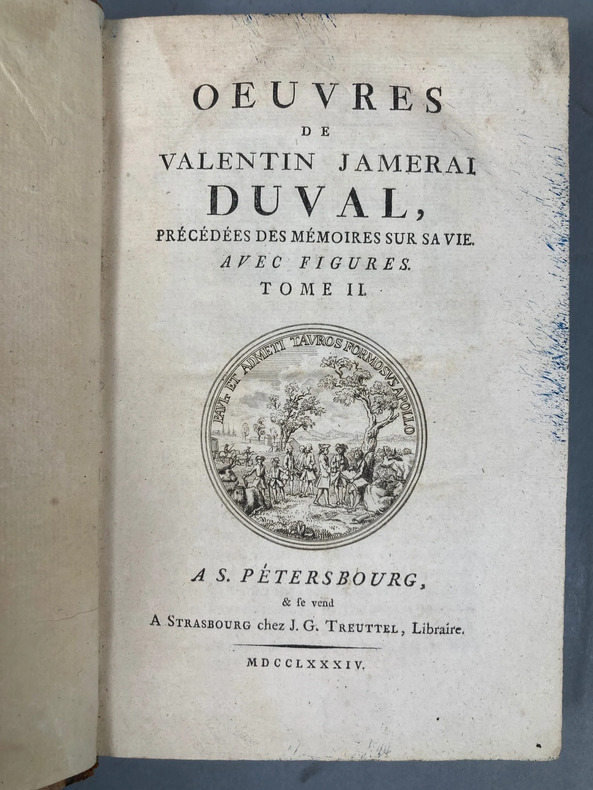 OEUVRES
DE
VALENTIN JAMERAI
DUVAL,
PRÉCÉDÉES DES MÉMOIRES SUR SA VIE.
AVEC FIGURES.
TOME II.
PAVIT ET ADMETI TAVROS FORMOSVS APOLLO
A S. PÉTERSBOURG,
& ſe vend
A STRASBOURG chez J. G. TREUTTEL, Libraire.
MDCCLXXXIV.